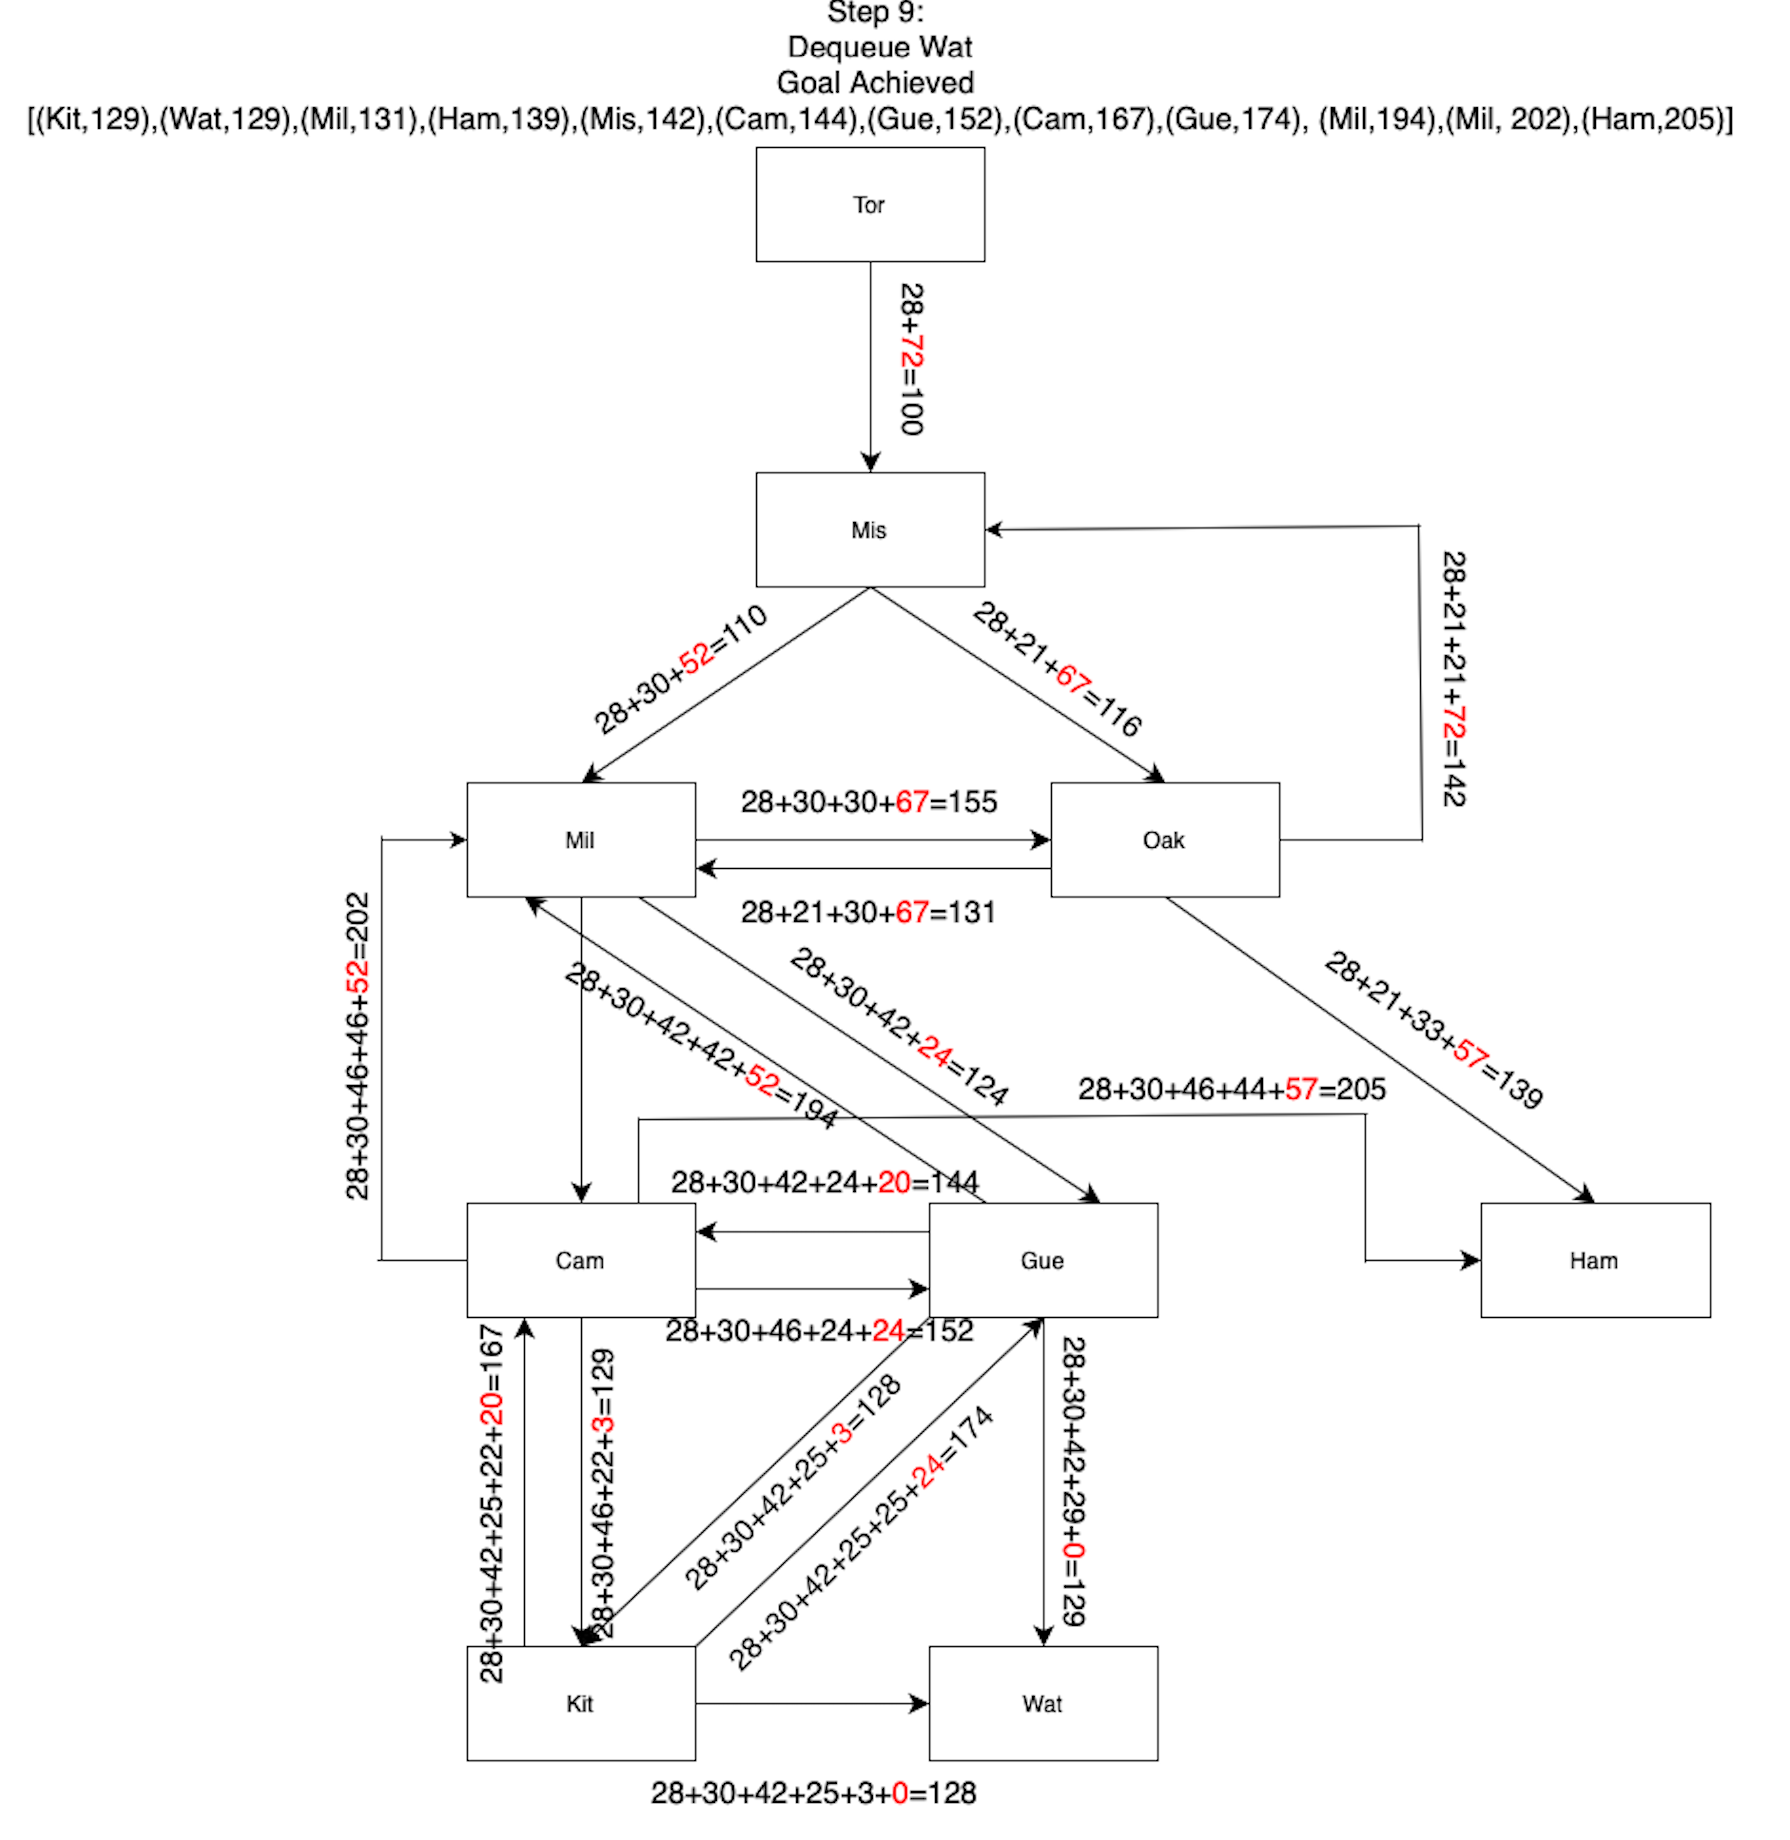 Step 9:
Dequeue Wat
Goal Achieved
[(Kit,129),(Wat,129),(Mil,131),(Ham,139),(Mis,142),(Cam,144),(Gue,152),(Cam,167),(Gue,174), (Mil,194),(Mil, 202),(Ham,205)]
Tor
28+72=100
Mis
28+30+52=110
28+21+67=116
28+21+21+72=142
Mil
28+30+30+67=155
Oak
28+21+30+67=131
28+30+46+46+52=202
28+30+42+42+52=194
28+30+42+24=124
28+21+33+57=139
28+30+46+44+57=205
28+30+42+24+20=144
Cam
Gue
Ham
28+30+46+24+24=152
28+30+42+25+22+20=167
28+30+46+22+3=129
28+30+42+25+3=128
28+30+42+25+25+24=174
28+30+42+29+0=129
Kit
Wat
28+30+42+25+3+0=128